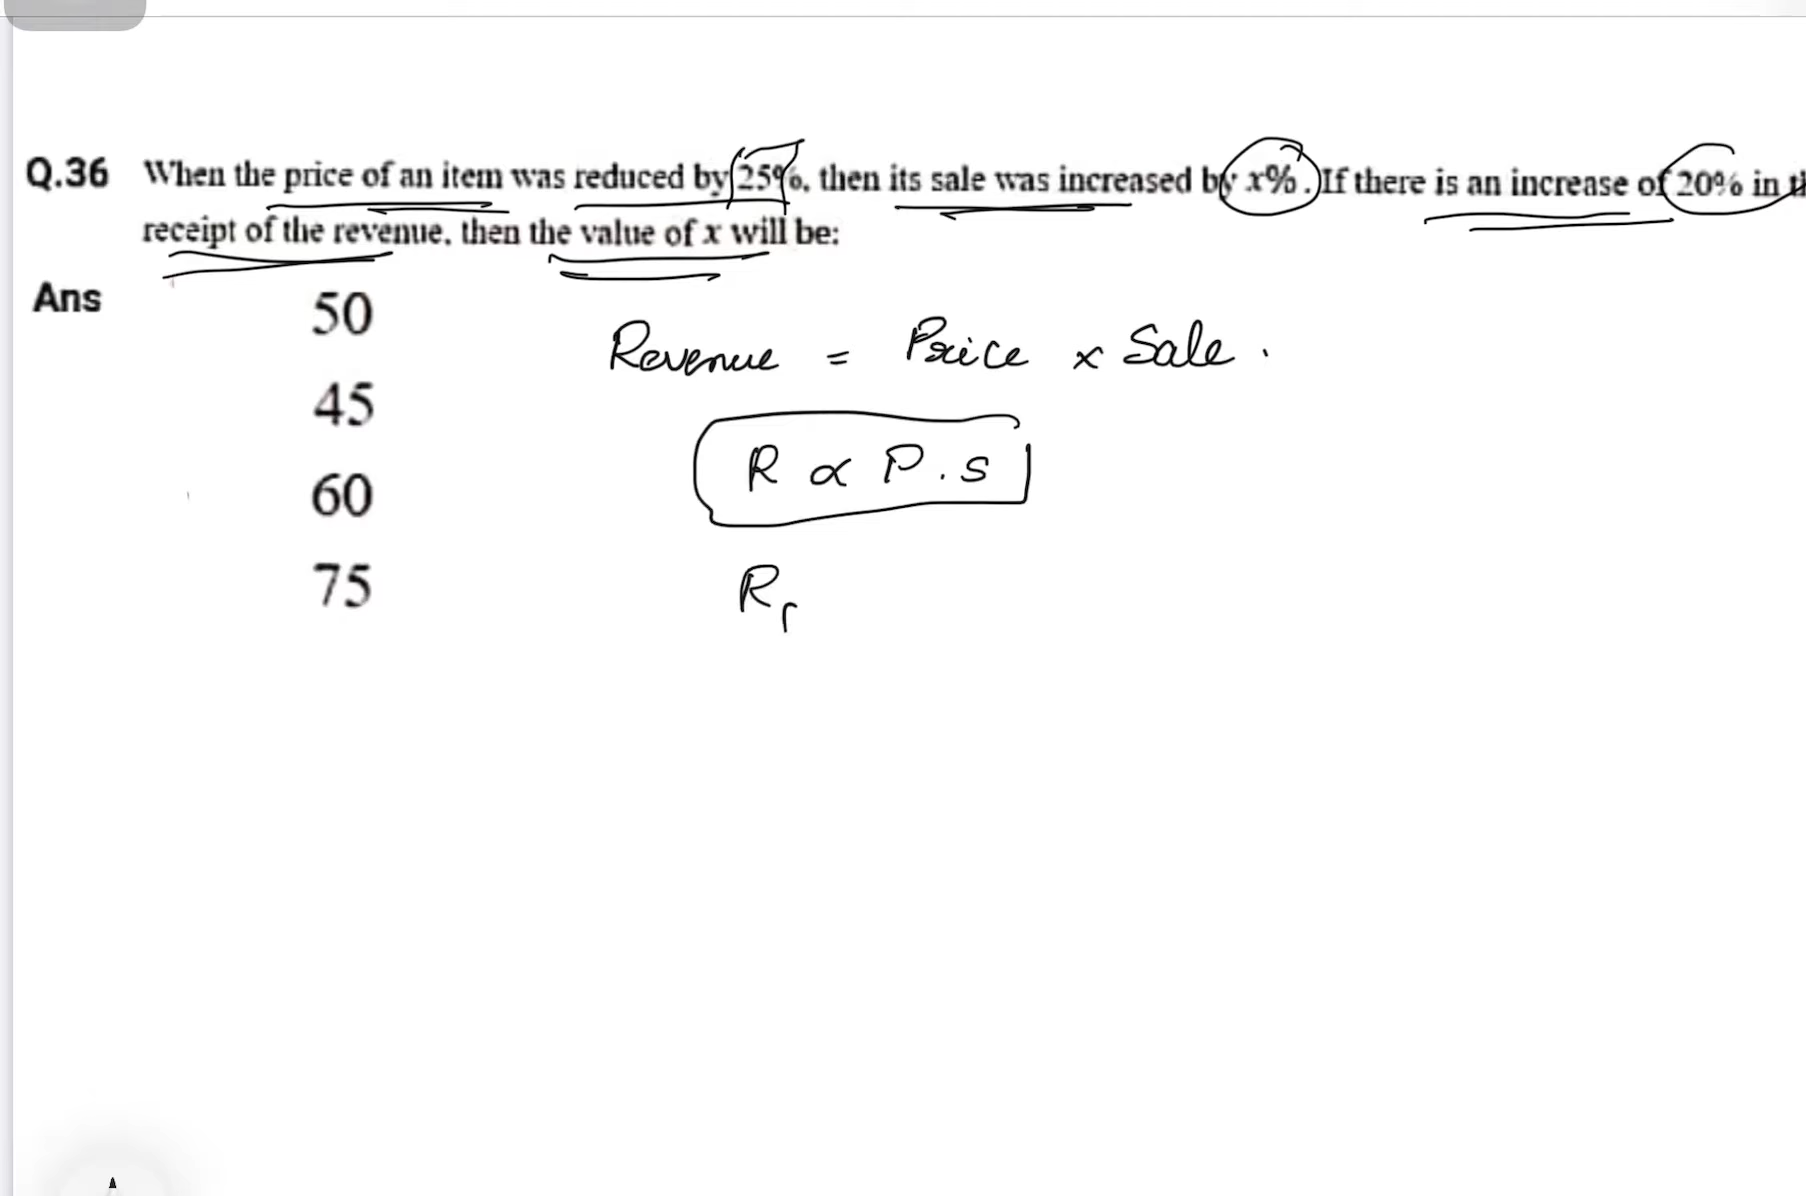 Q.36 When the price of an item was reduced by 25%, then its sale was increased by x%. If there is an increase of 20% in
receipt of the revenue, then the value of x will be:
Ans
50
45
60
75
Revenue = Price × Sale.
R ∝ P.S
R₁